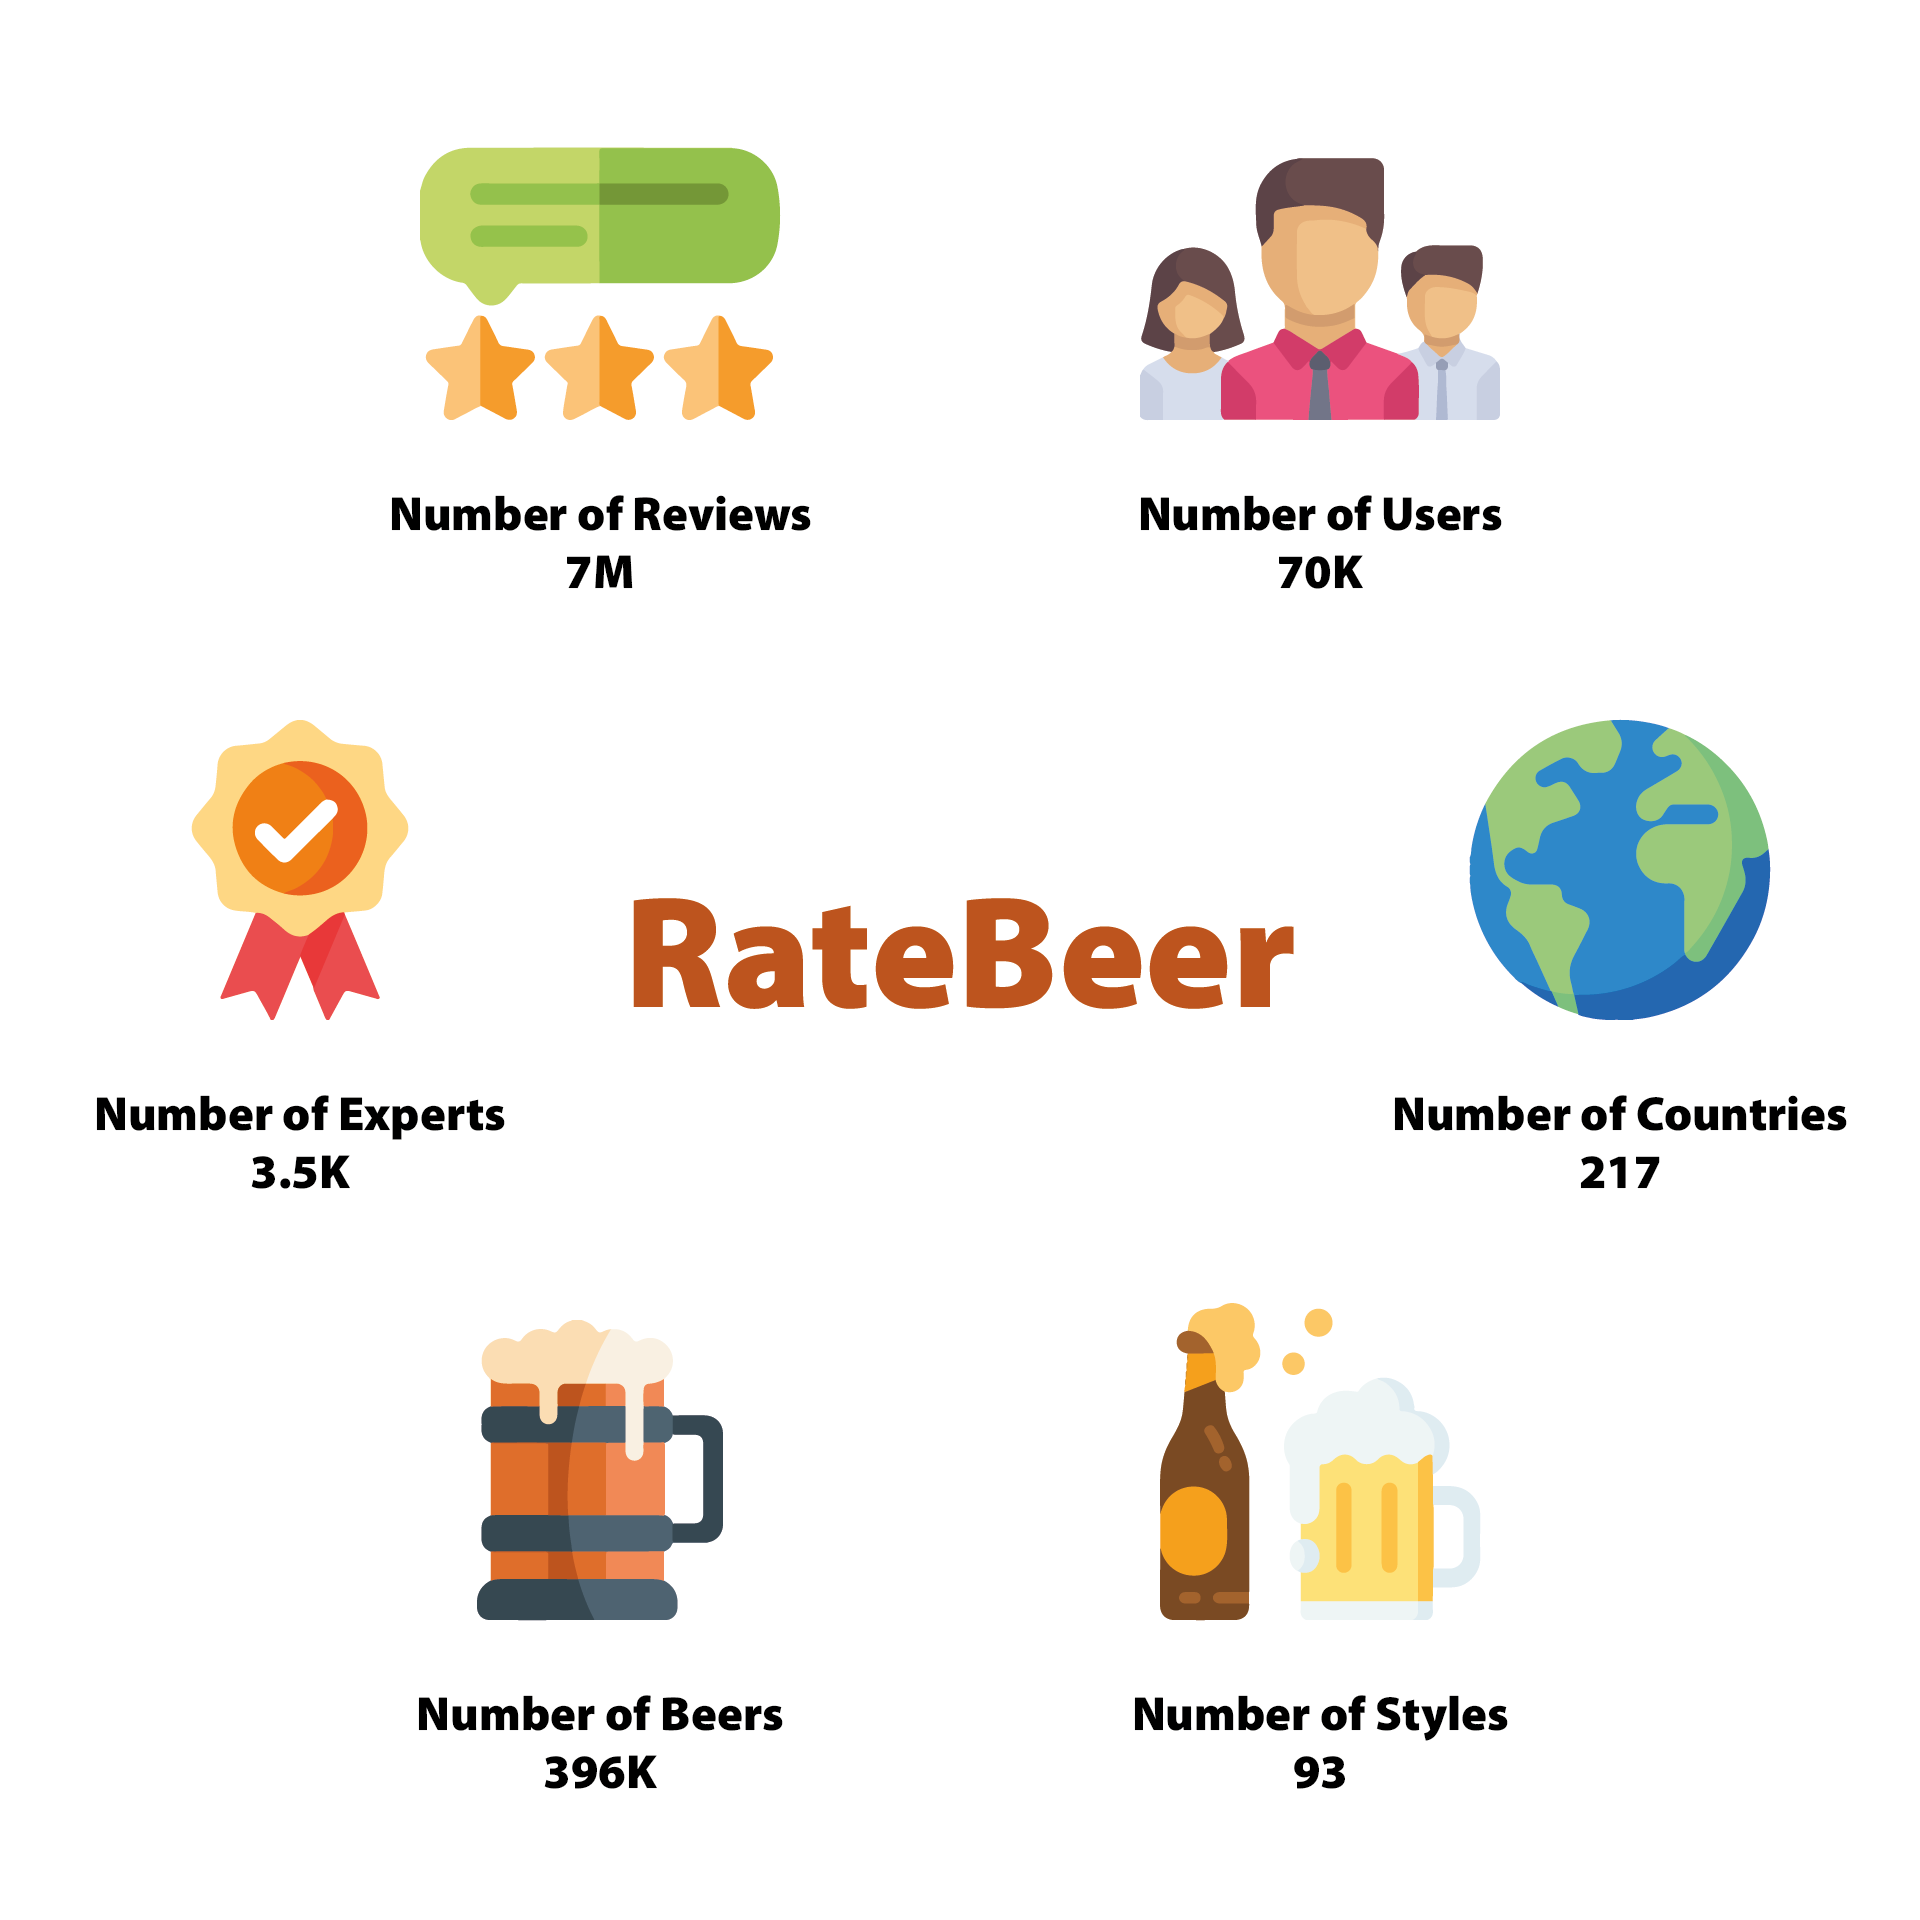 Number of Reviews
7M
Number of Users
70K
RateBeer
Number of Experts
3.5K
Number of Countries
217
Number of Beers
396K
Number of Styles
93